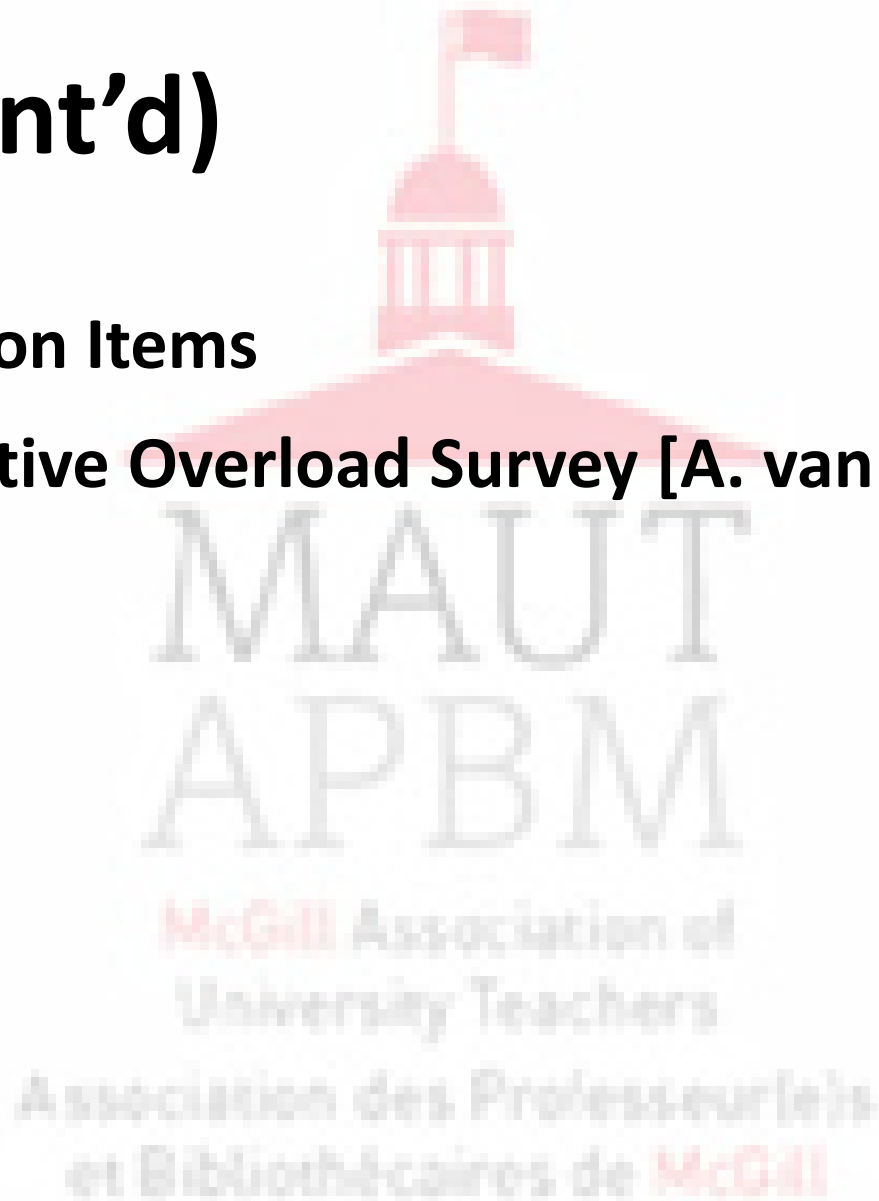 nt’d)
on Items
tive Overload Survey [A. van
MAUT
APBM
McGill Association of
University Teachers
Association des Professeur(e)s
et Bibliothécaires de McGill